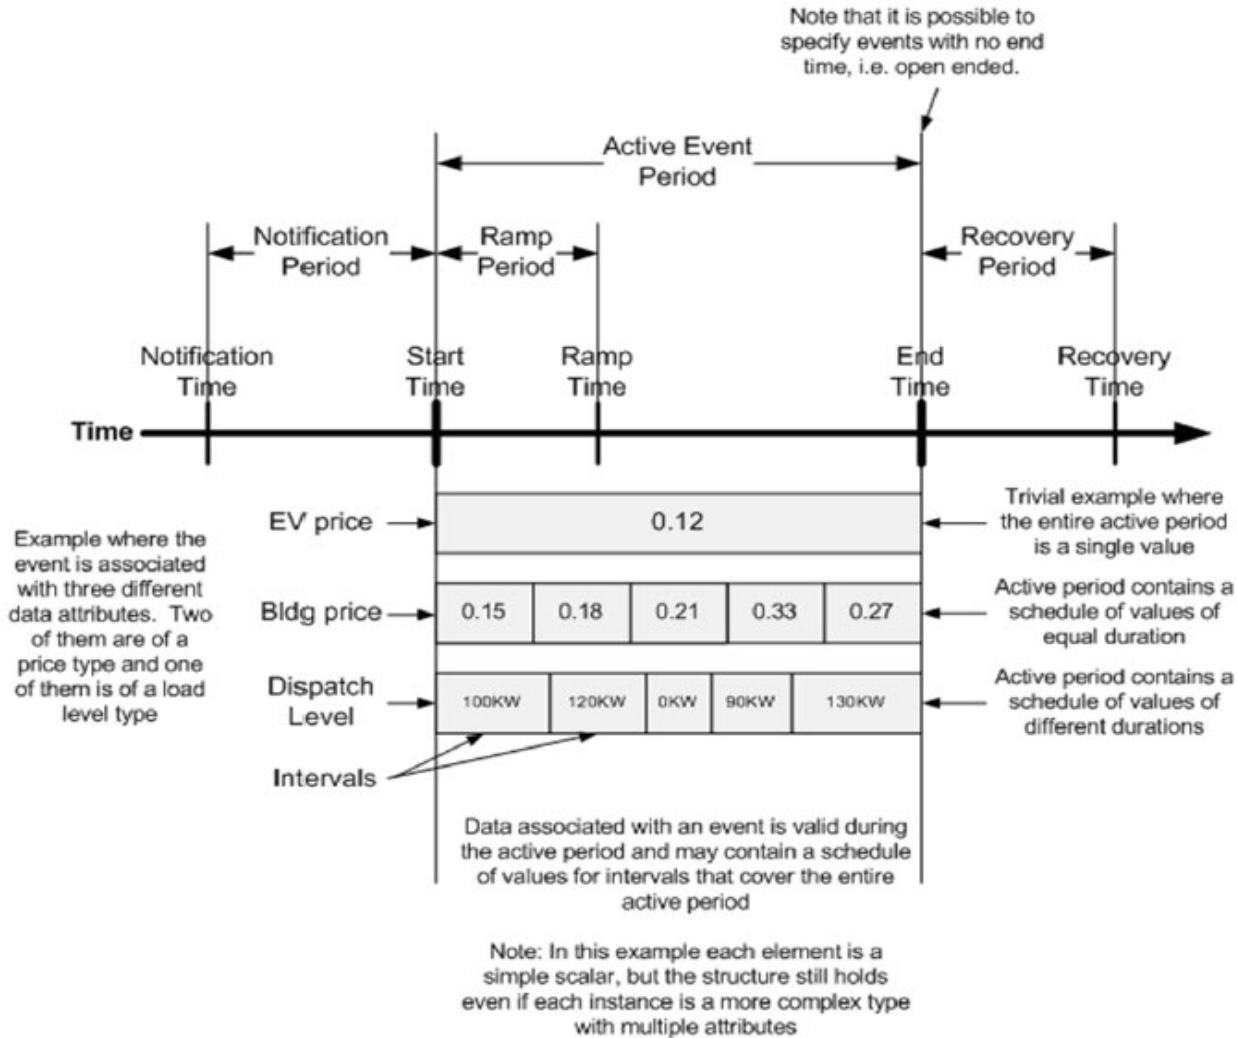 Note that it is possible to
specify events with no end
time, i.e. open ended.
Active Event
Period
Notification
Period
Ramp
Period
Recovery
Period
Notification
Time
Start
Time
Ramp
Time
End
Time
Recovery
Time
Time
Example where the
event is associated
with three different
data attributes. Two
of them are of a
price type and one
of them is of a load
level type
EV price
0.12
Trivial example where
the entire active period
is a single value
Bldg price
0.15 0.18 0.21 0.33 0.27
Active period contains a
schedule of values of
equal duration
Dispatch
Level
100KW 120KW 0KW 90KW 130KW
Active period contains a
schedule of values of
different durations
Intervals
Data associated with an event is valid during
the active period and may contain a schedule
of values for intervals that cover the entire
active period
Note: In this example each element is a
simple scalar, but the structure still holds
even if each instance is a more complex type
with multiple attributes